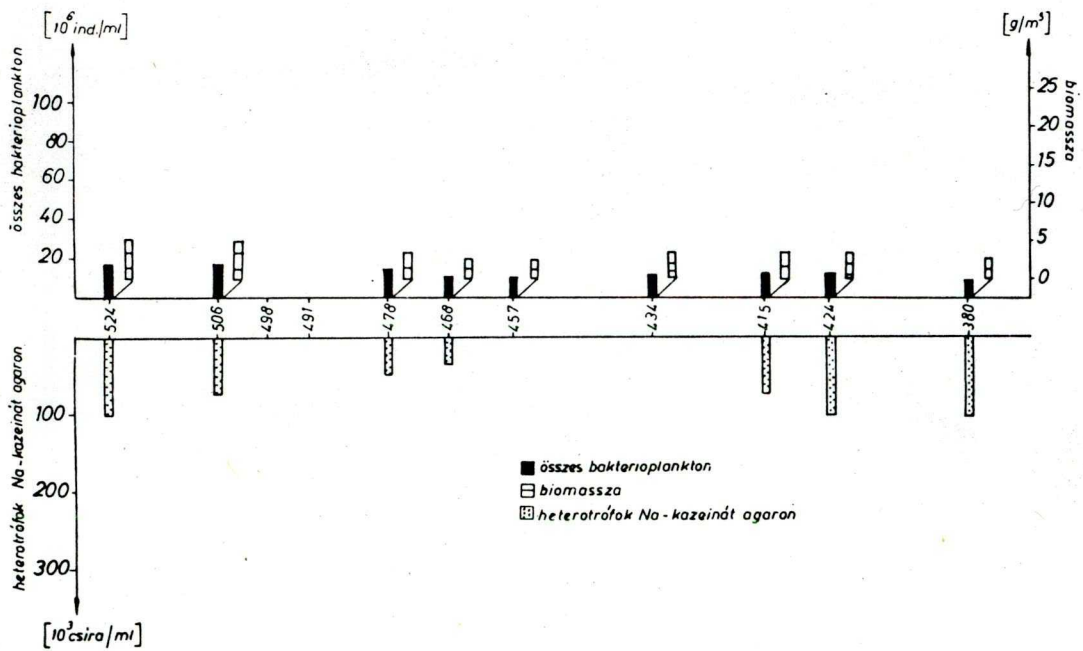 [10⁶ ind./ml]
[g/m³]
összes bakterioplankton
100
80
60
40
20
biomassza
25
20
15
10
5
0
524
506
498
491
478
468
457
434
415
424
380
heterotrófok Na-kazeinát agaron
100
200
300
[10³ csira/ml]
összes bakterioplankton
biomassza
heterotrófok Na-kazeinát agaron